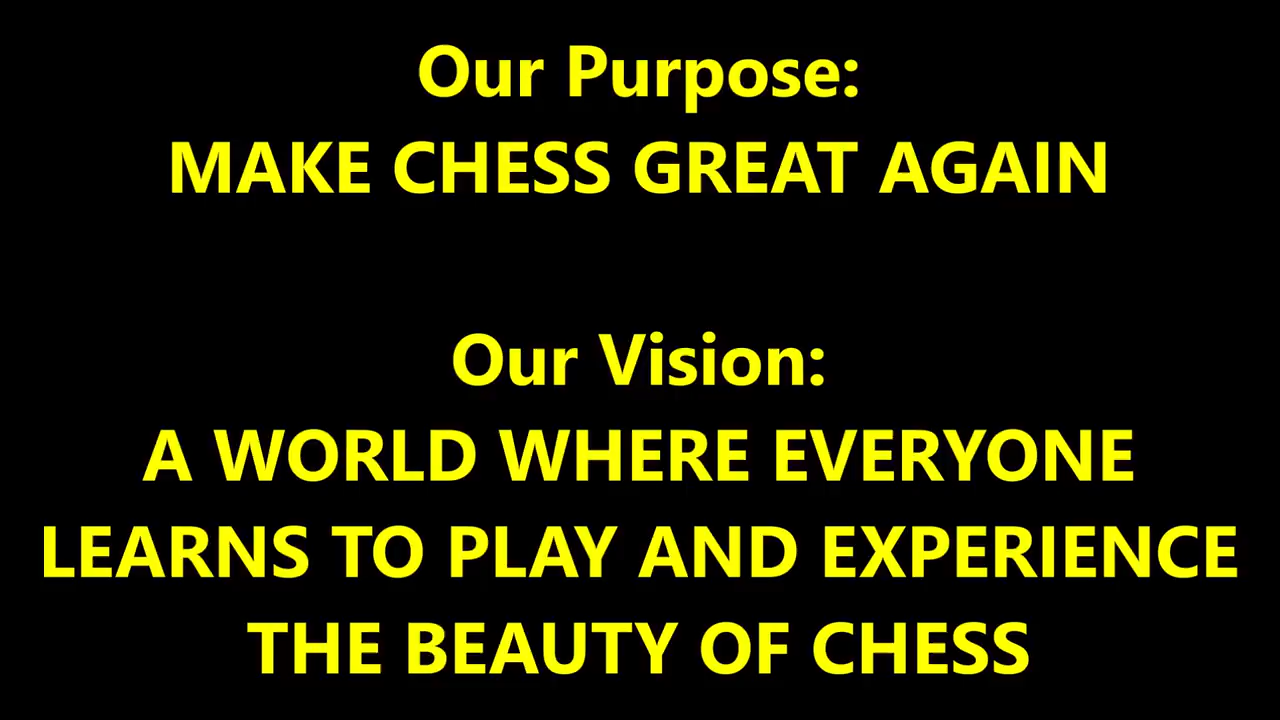 Our Purpose:
MAKE CHESS GREAT AGAIN
Our Vision:
A WORLD WHERE EVERYONE
LEARNS TO PLAY AND EXPERIENCE
THE BEAUTY OF CHESS